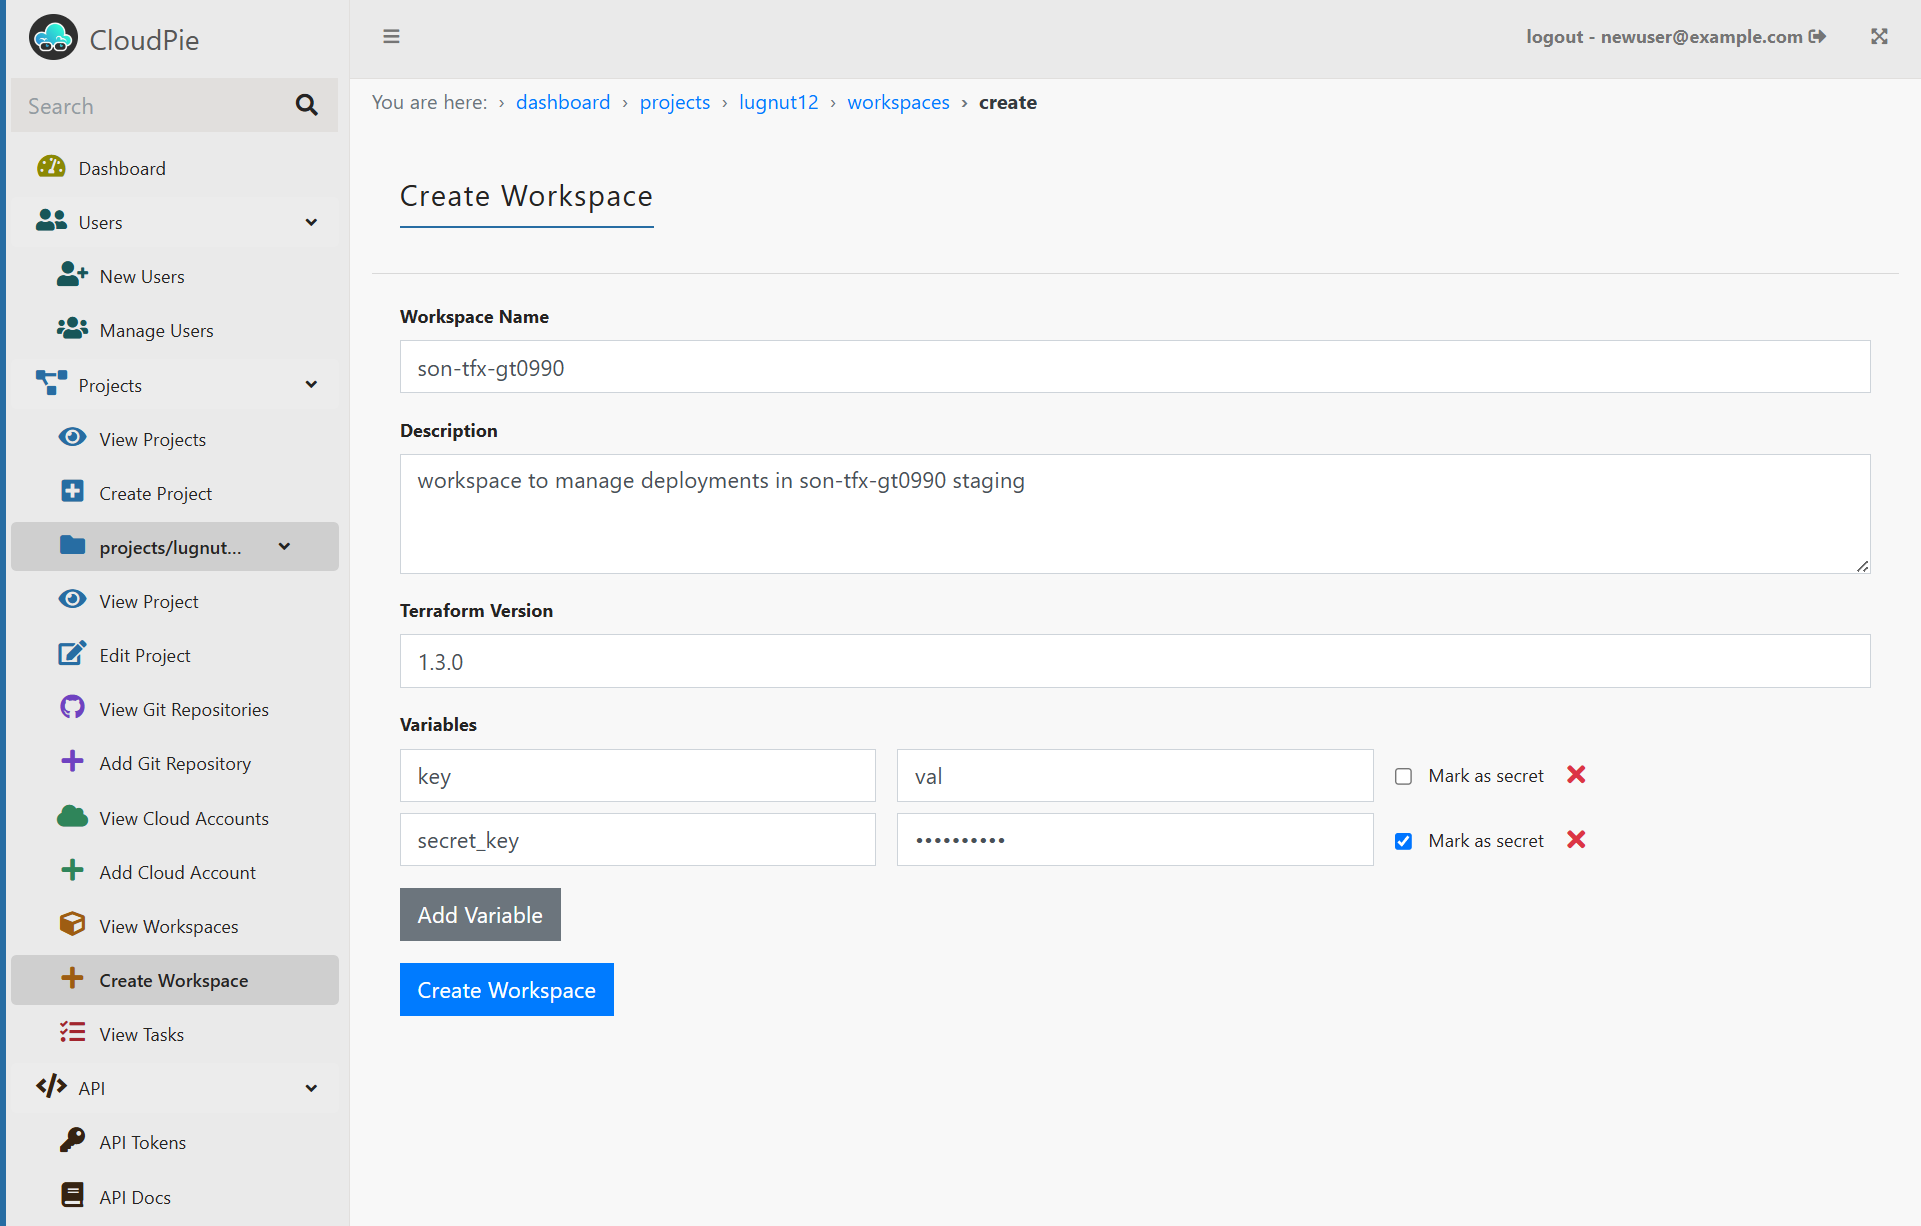 CloudPie
logout - newuser@example.com
Search
You are here: › dashboard › projects › lugnut12 › workspaces › create
Dashboard
Users
New Users
Manage Users
Projects
View Projects
Create Project
projects/lugnut...
View Project
Edit Project
View Git Repositories
Add Git Repository
View Cloud Accounts
Add Cloud Account
View Workspaces
Create Workspace
View Tasks
API
API Tokens
API Docs
Create Workspace
Workspace Name
son-tfx-gt0990
Description
workspace to manage deployments in son-tfx-gt0990 staging
Terraform Version
1.3.0
Variables
key val Mark as secret
secret_key •••••••••• Mark as secret
Add Variable
Create Workspace